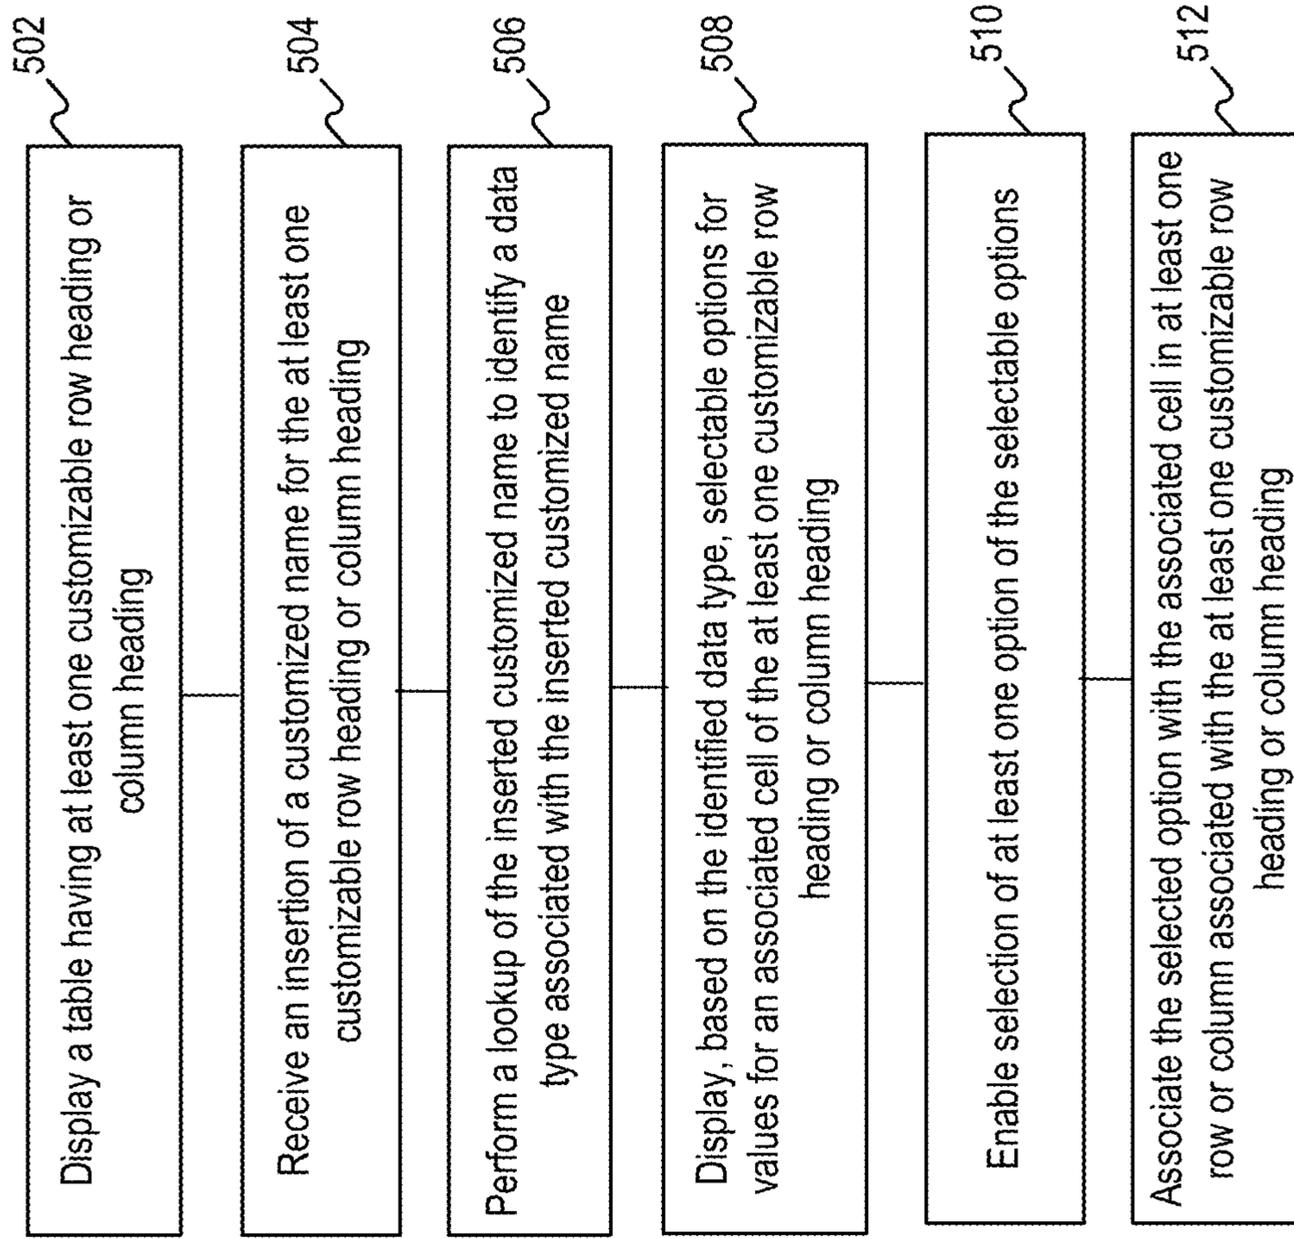 502
Display a table having at least one customizable row heading or
column heading
504
Receive an insertion of a customized name for the at least one
customizable row heading or column heading
506
Perform a lookup of the inserted customized name to identify a data
type associated with the inserted customized name
508
Display, based on the identified data type, selectable options for
values for an associated cell of the at least one customizable row
heading or column heading
510
Enable selection of at least one option of the selectable options
512
Associate the selected option with the associated cell in at least one
row or column associated with the at least one customizable row
heading or column heading